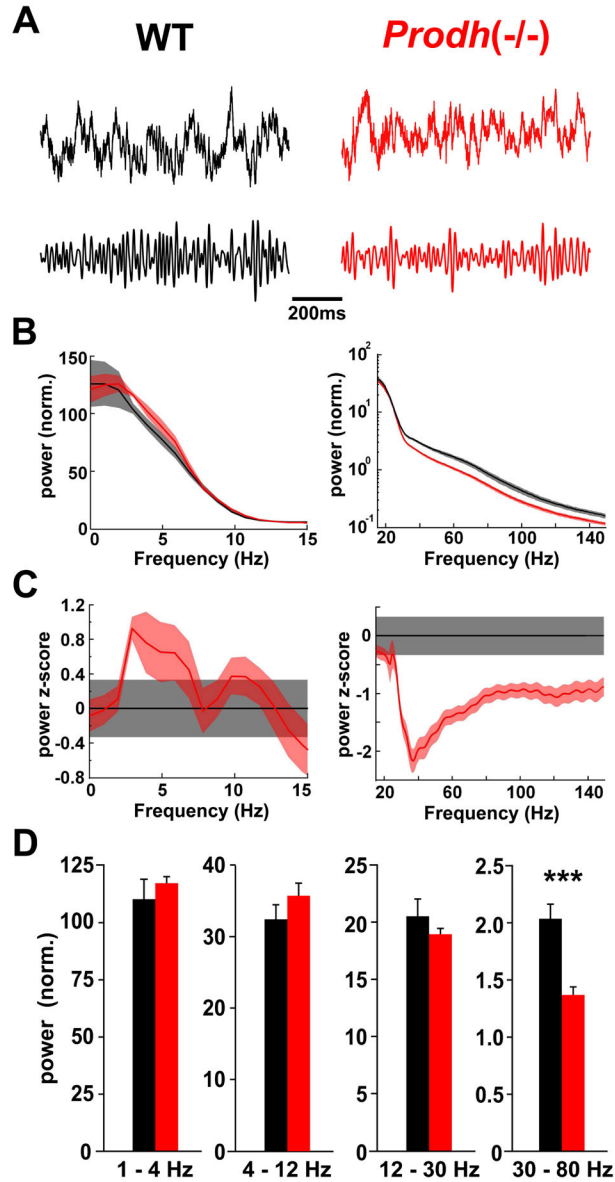 A
WT
Prodh(-/-)
200ms
B
power (norm.)
150
100
50
0
0 5 10 15
Frequency (Hz)
power (norm.)
10^2
10^1
10^0
10^-1
20 60 100 140
Frequency (Hz)
C
power z-score
1.2
0.8
0.4
0
-0.4
-0.8
0 5 10 15
Frequency (Hz)
power z-score
0
-1
-2
20 60 100 140
Frequency (Hz)
D
power (norm.)
125
100
75
50
25
0
1 - 4 Hz
40
30
20
10
0
4 - 12 Hz
25
20
15
10
5
0
12 - 30 Hz
2.5
2.0
1.5
1.0
0.5
0
***
30 - 80 Hz